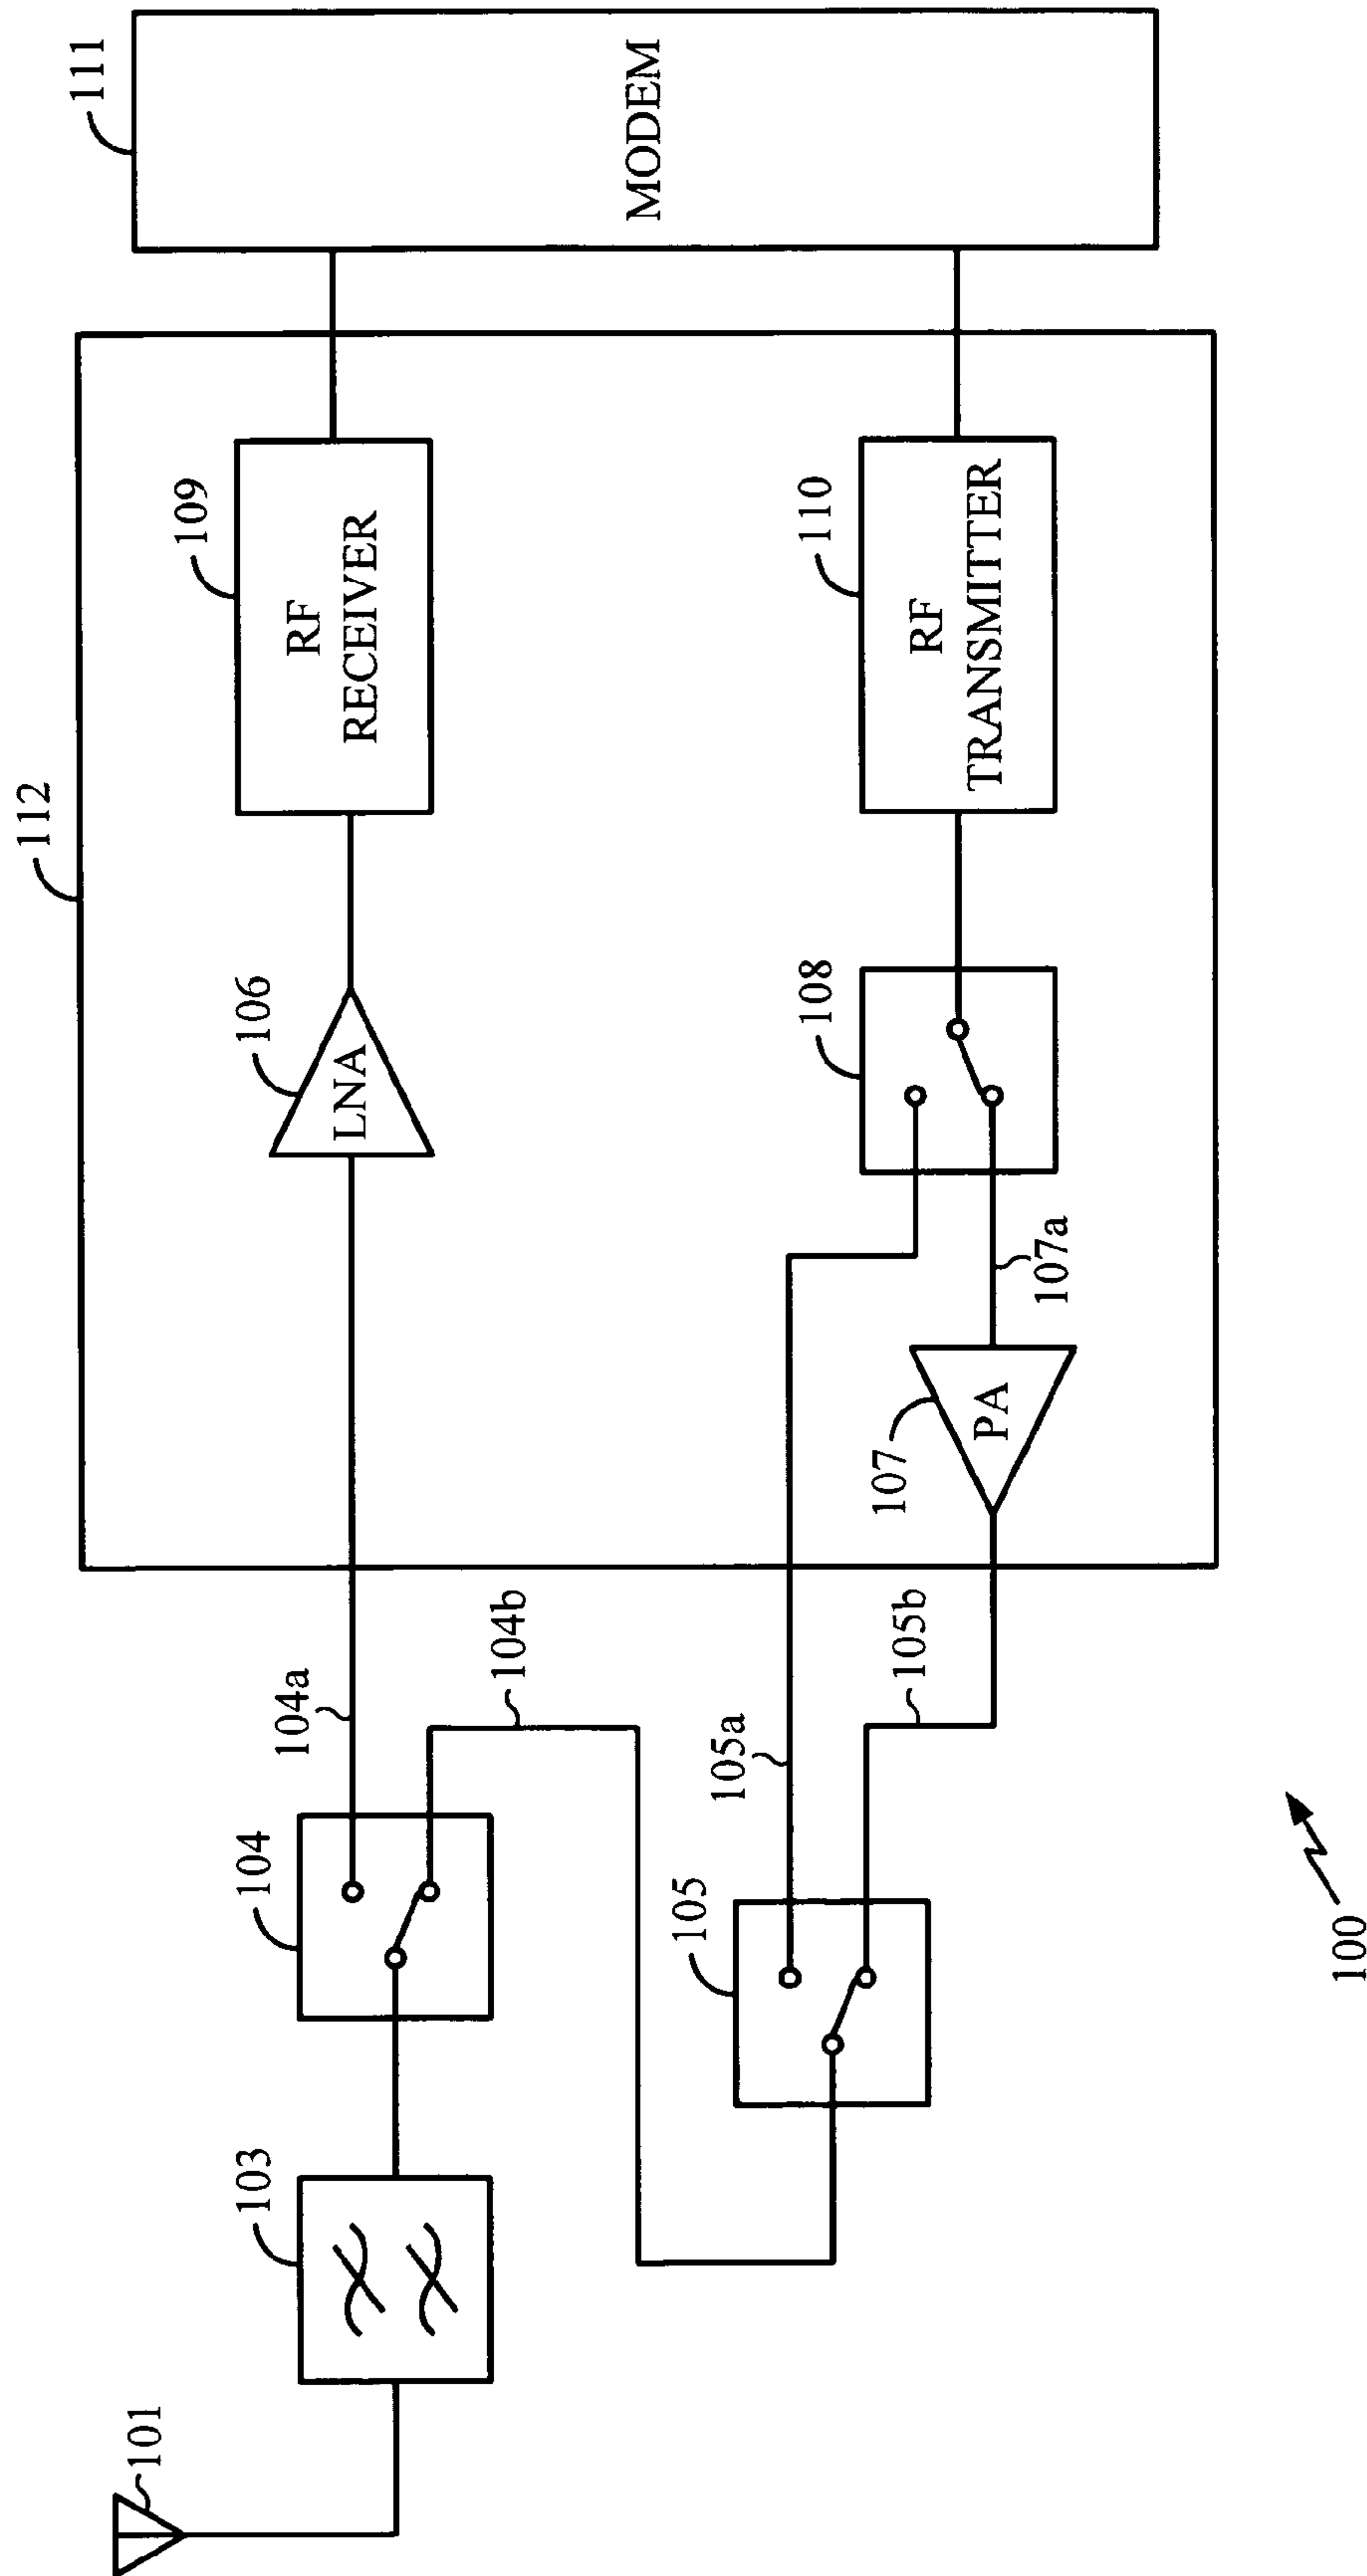 101
103
104
104a
104b
105
105a
105b
112
106
LNA
109
RF
RECEIVER
107
PA
107a
108
110
RF
TRANSMITTER
111
MODEM
100